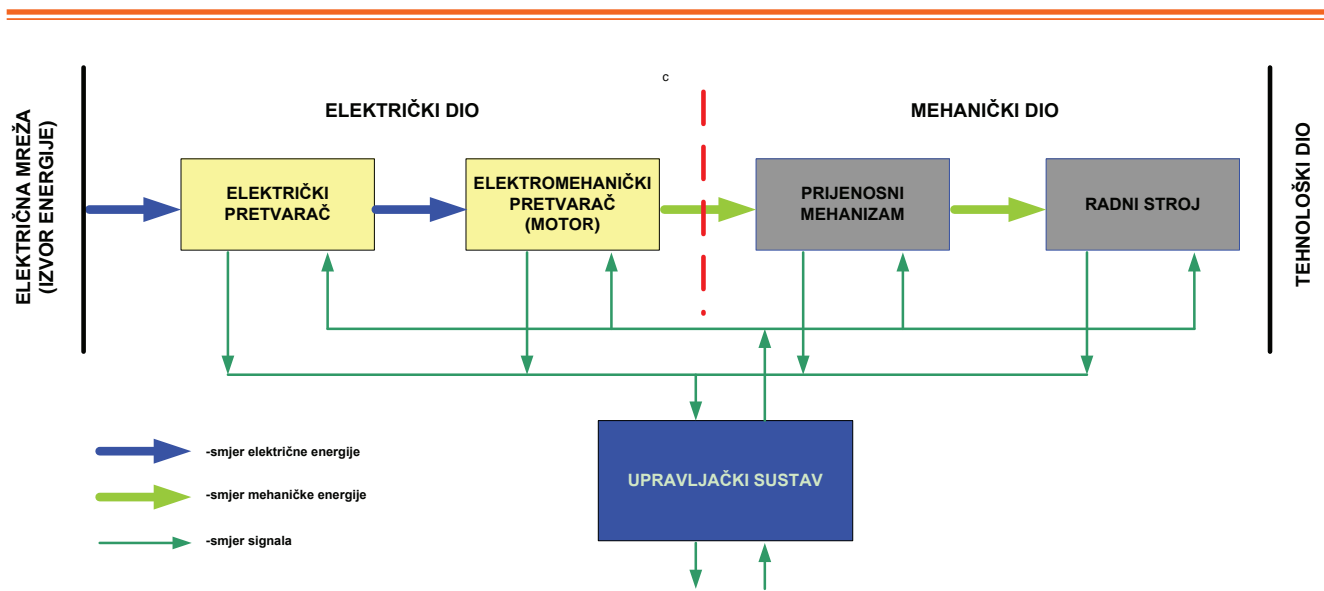 c
ELEKTRIČNA MREŽA
(IZVOR ENERGIJE)
ELEKTRIČKI DIO
MEHANIČKI DIO
TEHNOLOŠKI DIO
ELEKTRIČKI
PRETVARAČ
ELEKTROMEHANIČKI
PRETVARAČ
(MOTOR)
PRIJENOSNI
MEHANIZAM
RADNI STROJ
UPRAVLJAČKI SUSTAV
-smjer električne energije
-smjer mehaničke energije
-smjer signala